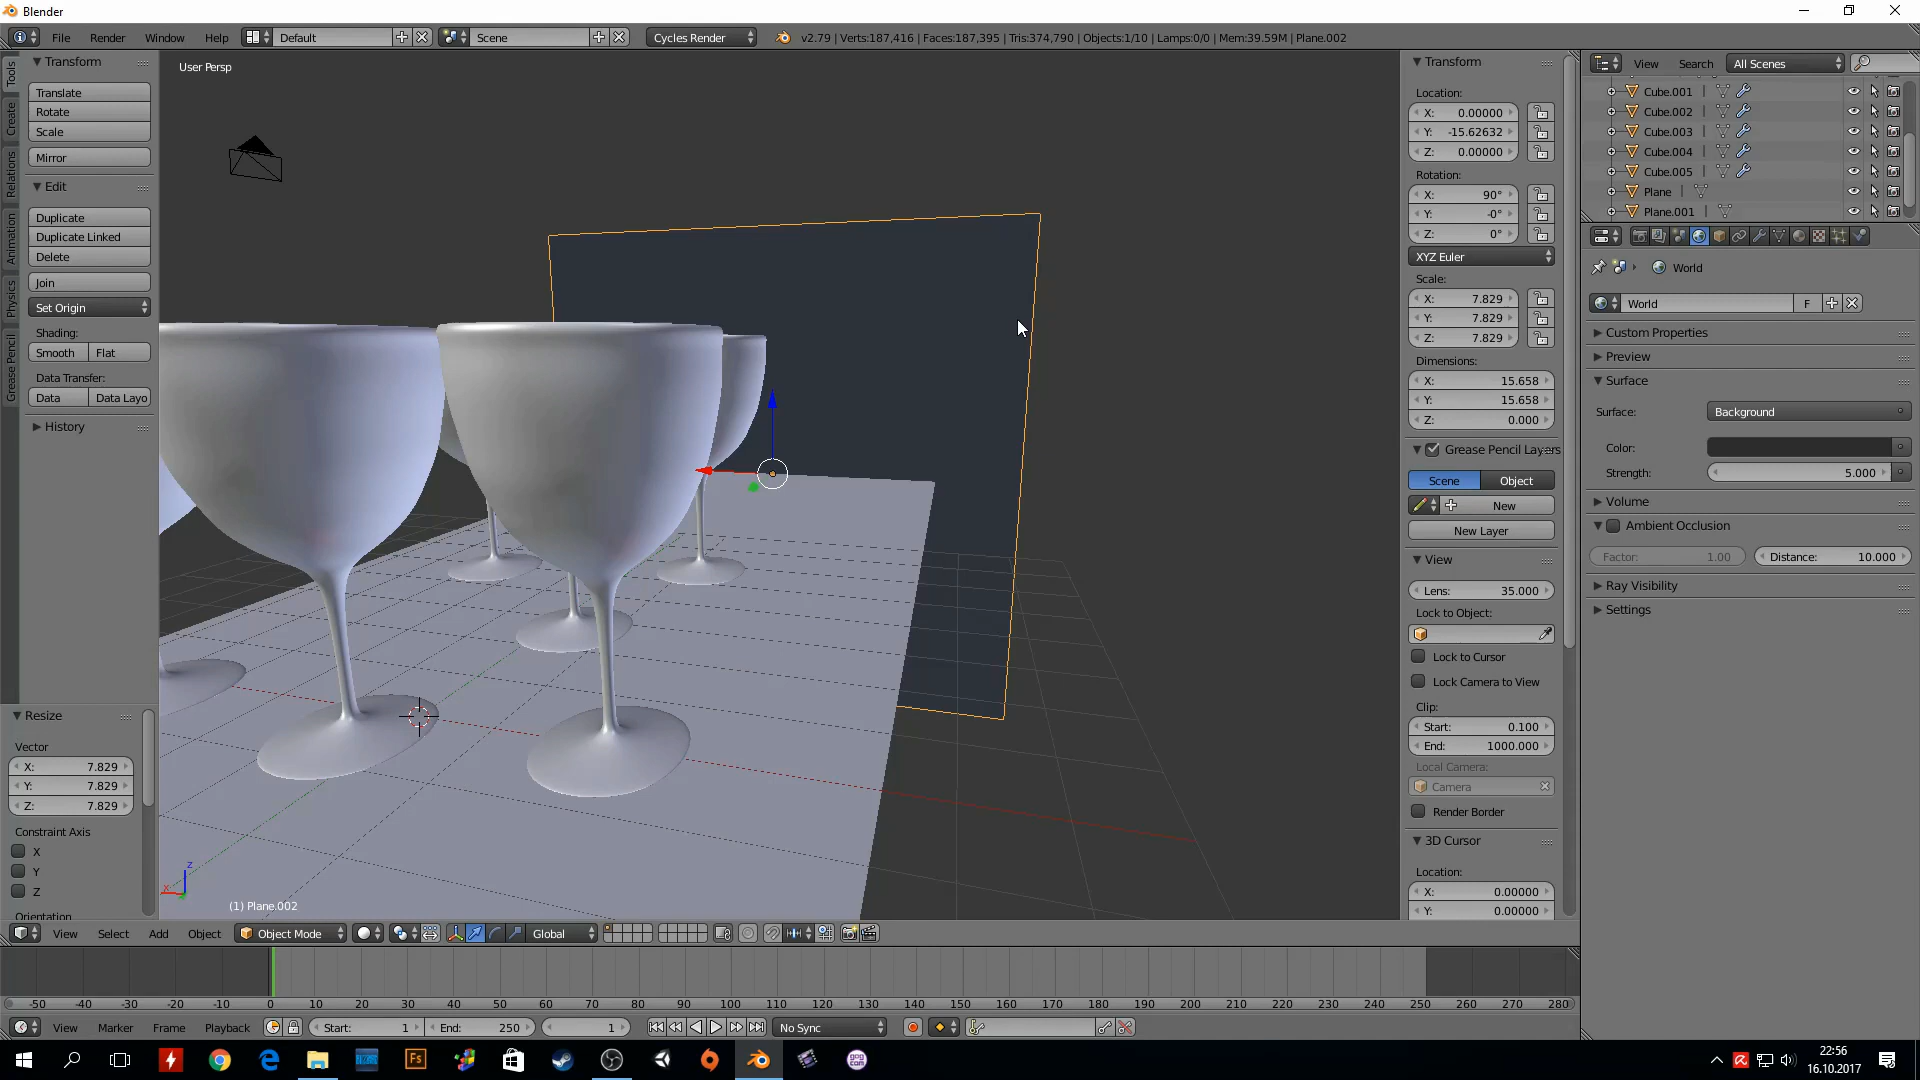 Blender
File Render Window Help Default Scene Cycles Render v2.79 | Verts:187,416 | Faces:187,395 | Tris:374,790 | Objects:1/10 | Lamps:0/0 | Mem:39.59M | Plane.002
Tools
Create
Relations
Animation
Physics
Grease Pencil
Transform
Translate
Rotate
Scale
Mirror
Edit
Duplicate
Duplicate Linked
Delete
Join
Set Origin
Shading:
Smooth Flat
Data Transfer:
Data Data Layo
History
Resize
Vector
X: 7.829
Y: 7.829
Z: 7.829
Constraint Axis
X
Y
Z
Orientation
User Persp
z
x
(1) Plane.002
Transform
Location:
X: 0.00000
Y: -15.62632
Z: 0.00000
Rotation:
X: 90°
Y: -0°
Z: 0°
XYZ Euler
Scale:
X: 7.829
Y: 7.829
Z: 7.829
Dimensions:
X: 15.658
Y: 15.658
Z: 0.000
Grease Pencil Layers
Scene Object
New
New Layer
View
Lens: 35.000
Lock to Object:
Lock to Cursor
Lock Camera to View
Clip:
Start: 0.100
End: 1000.000
Local Camera:
Camera
Render Border
3D Cursor
Location:
X: 0.00000
Y: 0.00000
View Search All Scenes
Cube.001
Cube.002
Cube.003
Cube.004
Cube.005
Plane
Plane.001
World
World F
Custom Properties
Preview
Surface
Surface: Background
Color:
Strength: 5.000
Volume
Ambient Occlusion
Factor: 1.00 Distance: 10.000
Ray Visibility
Settings
View Select Add Object Object Mode Global
-50 -40 -30 -20 -10 0 10 20 30 40 50 60 70 80 90 100 110 120 130 140 150 160 170 180 190 200 210 220 230 240 250 260 270 280
View Marker Frame Playback Start: 1 End: 250 1 No Sync
Fs
gog
com
22:56
16.10.2017